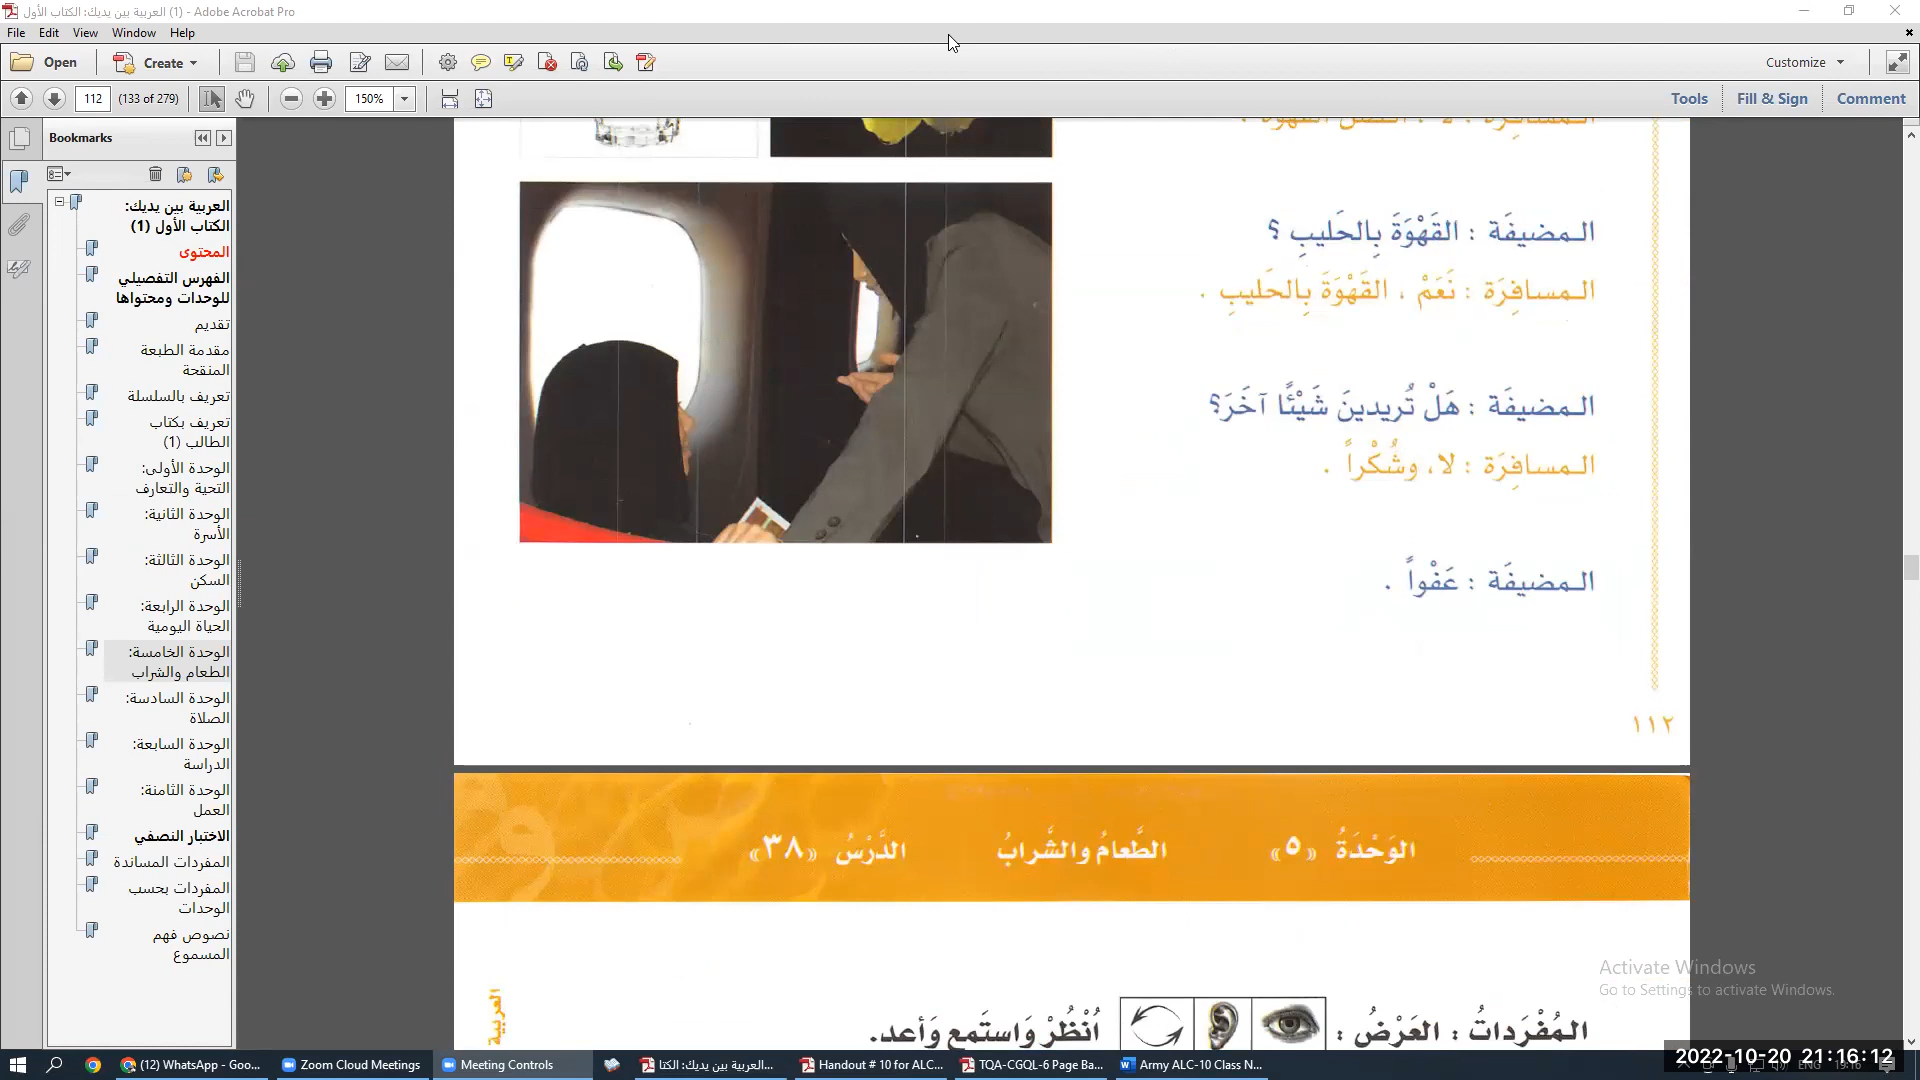 العربية بين يديك: الكتاب الأول (1) - Adobe Acrobat Pro
File Edit View Window Help
Open Create Customize
112 (133 of 279) 150% Tools Fill & Sign Comment
Bookmarks
العربية بين يديك:
الكتاب الأول (1)
المحتوى
الفهرس التفصيلي
للوحدات ومحتواها
تقديم
مقدمة الطبعة
المنقحة
تعريف بالسلسلة
تعريف بكتاب
الطالب (1)
الوحدة الأولى:
التحية والتعارف
الوحدة الثانية:
الأسرة
الوحدة الثالثة:
السكن
الوحدة الرابعة:
الحياة اليومية
الوحدة الخامسة:
الطعام والشراب
الوحدة السادسة:
الصلاة
الوحدة السابعة:
الدراسة
الوحدة الثامنة:
العمل
الاختبار النصفي
المفردات المساندة
المفردات بحسب
الوحدات
نصوص فهم
المسموع
المضيفَة : القَهْوَةَ بِالحَليبِ ؟
المسافِرَة : نَعَمْ ، القَهْوَةَ بِالحَليبِ .
المضيفَة : هَلْ تُريدينَ شَيْئًا آخَرَ؟
المسافِرَة : لا، وشُكْراً .
المضيفَة : عَفْواً .
١١٢
الوَحْدَةُ «٥» الطَّعامُ والشَّرابُ الدَّرْسُ «٣٨»
المُفْرَداتُ : العَرْضُ : اُنْظُرْ وَاستَمِع وَأعد.
العربية
Activate Windows
Go to Settings to activate Windows.
(12) WhatsApp - Goo... Zoom Cloud Meetings Meeting Controls العربية بين يديك: الكتا... Handout # 10 for ALC... TQA-CGQL-6 Page Ba... Army ALC-10 Class N...
2022-10-20 21:16:12